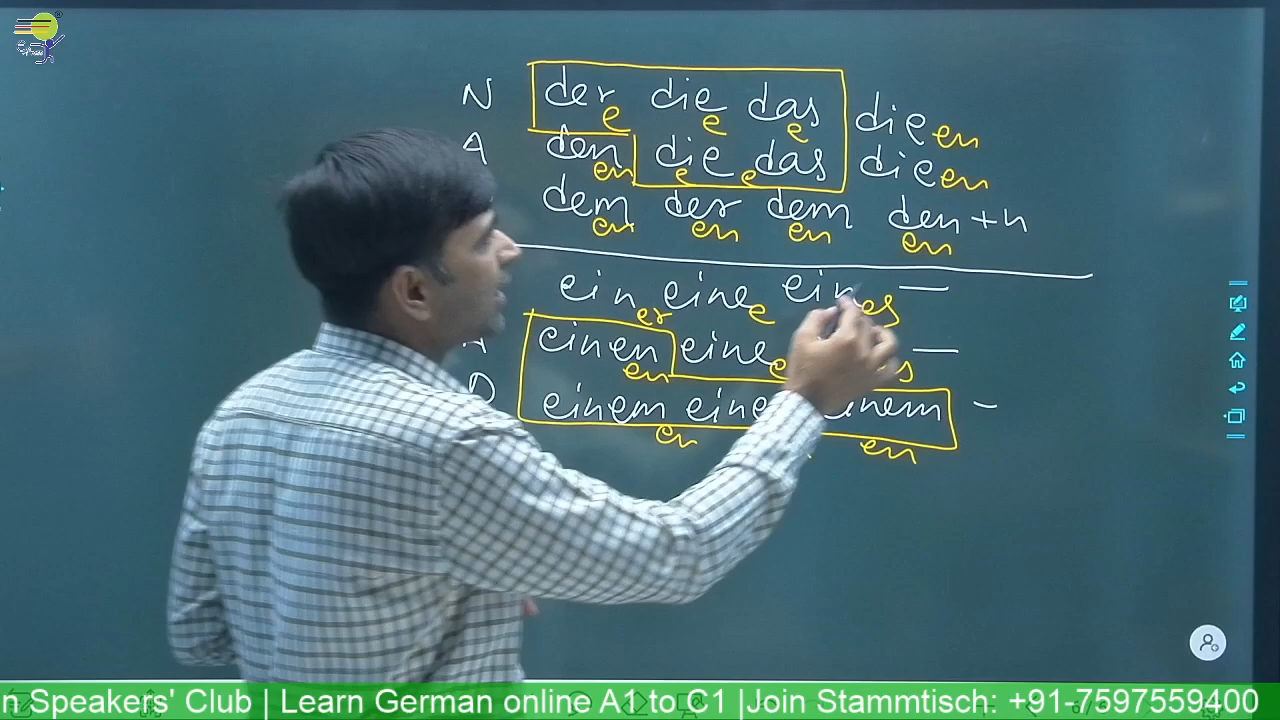 N der die das die
e e e en
A den die das die
en e e en
dem der dem den + n
en en en en
ein eine ein —
er e es
einen eine —
en e s
D einem eine einem -
en en
n Speakers' Club | Learn German online A1 to C1 |Join Stammtisch: +91-7597559400